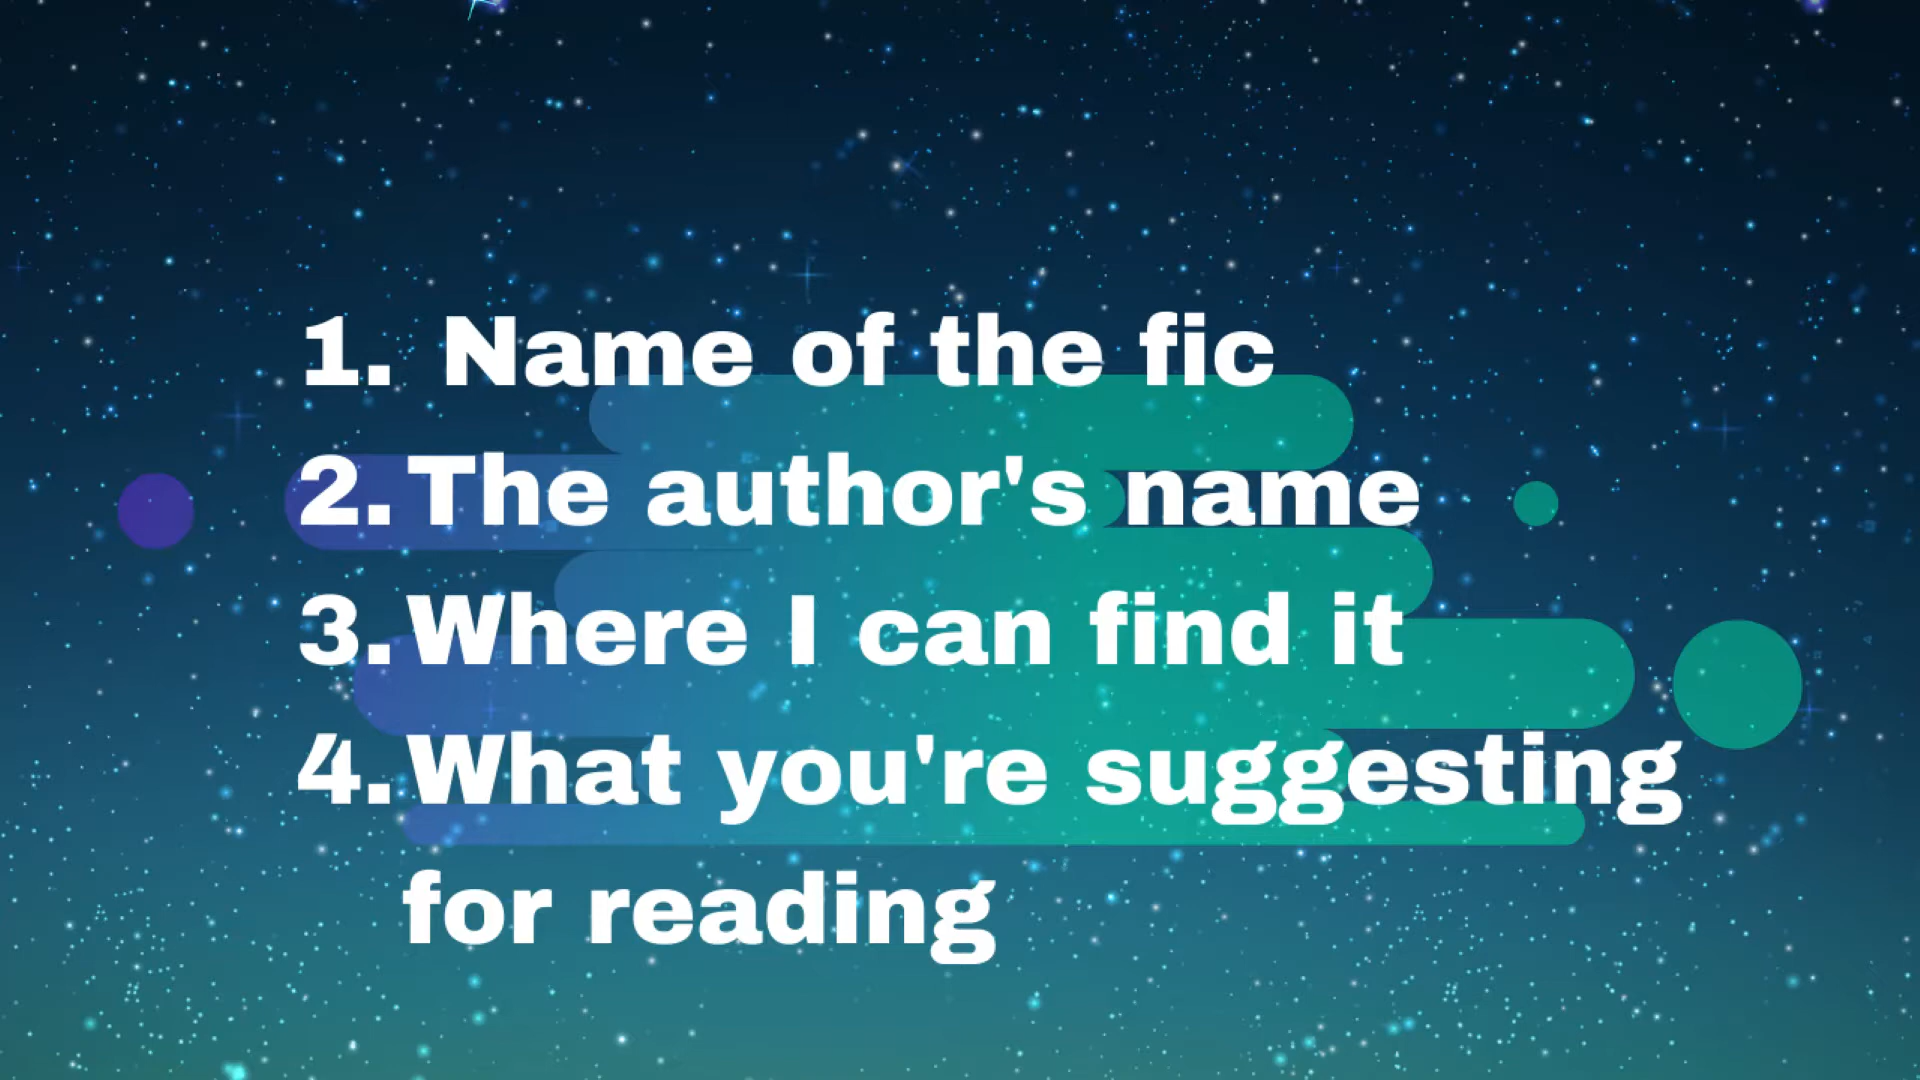 1. Name of the fic
2. The author's name
3. Where I can find it
4. What you're suggesting
for reading